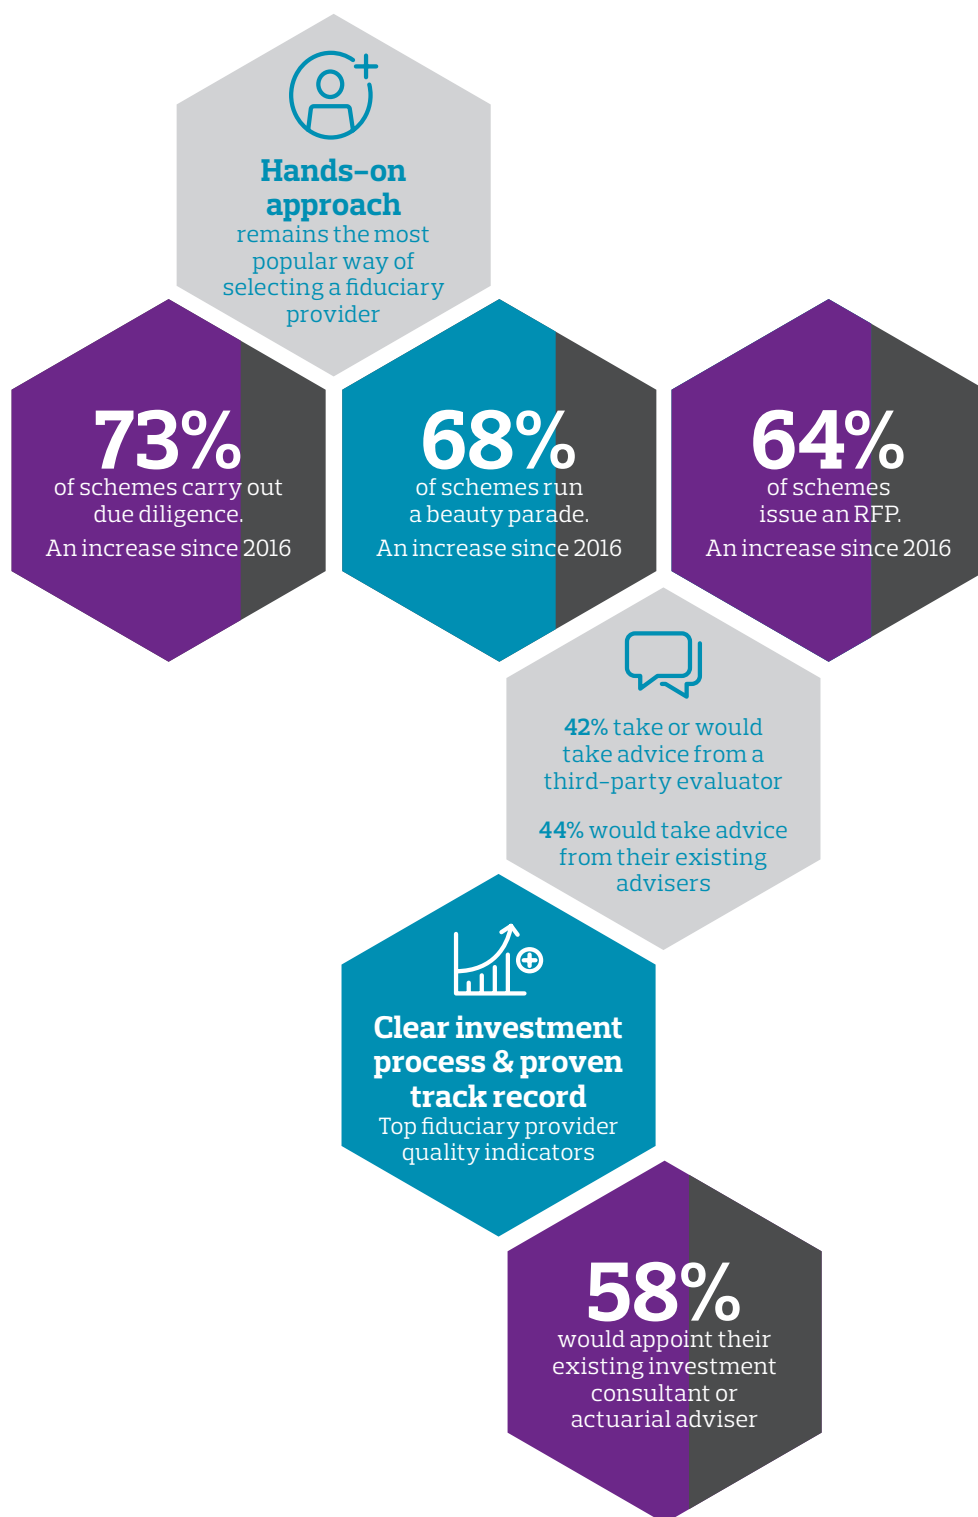 Hands-on
approach
remains the most
popular way of
selecting a fiduciary
provider
73%
of schemes carry out
due diligence.
An increase since 2016
68%
of schemes run
a beauty parade.
An increase since 2016
64%
of schemes
issue an RFP.
An increase since 2016
42% take or would
take advice from a
third-party evaluator
44% would take advice
from their existing
advisers
Clear investment
process & proven
track record
Top fiduciary provider
quality indicators
58%
would appoint their
existing investment
consultant or
actuarial adviser